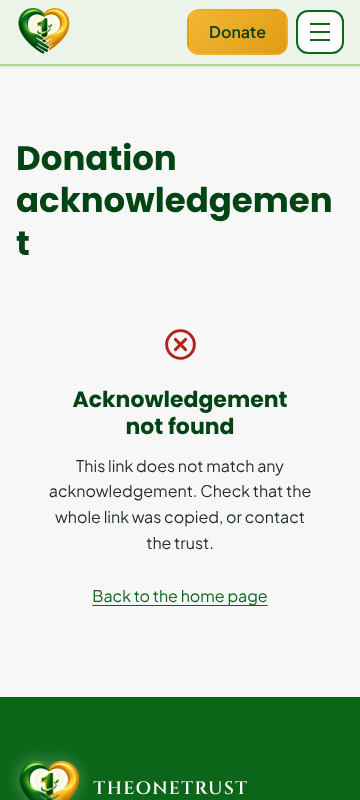 Donate
Donation
acknowledgemen
t
Acknowledgement
not found
This link does not match any
acknowledgement. Check that the
whole link was copied, or contact
the trust.
Back to the home page
THEONETRUST